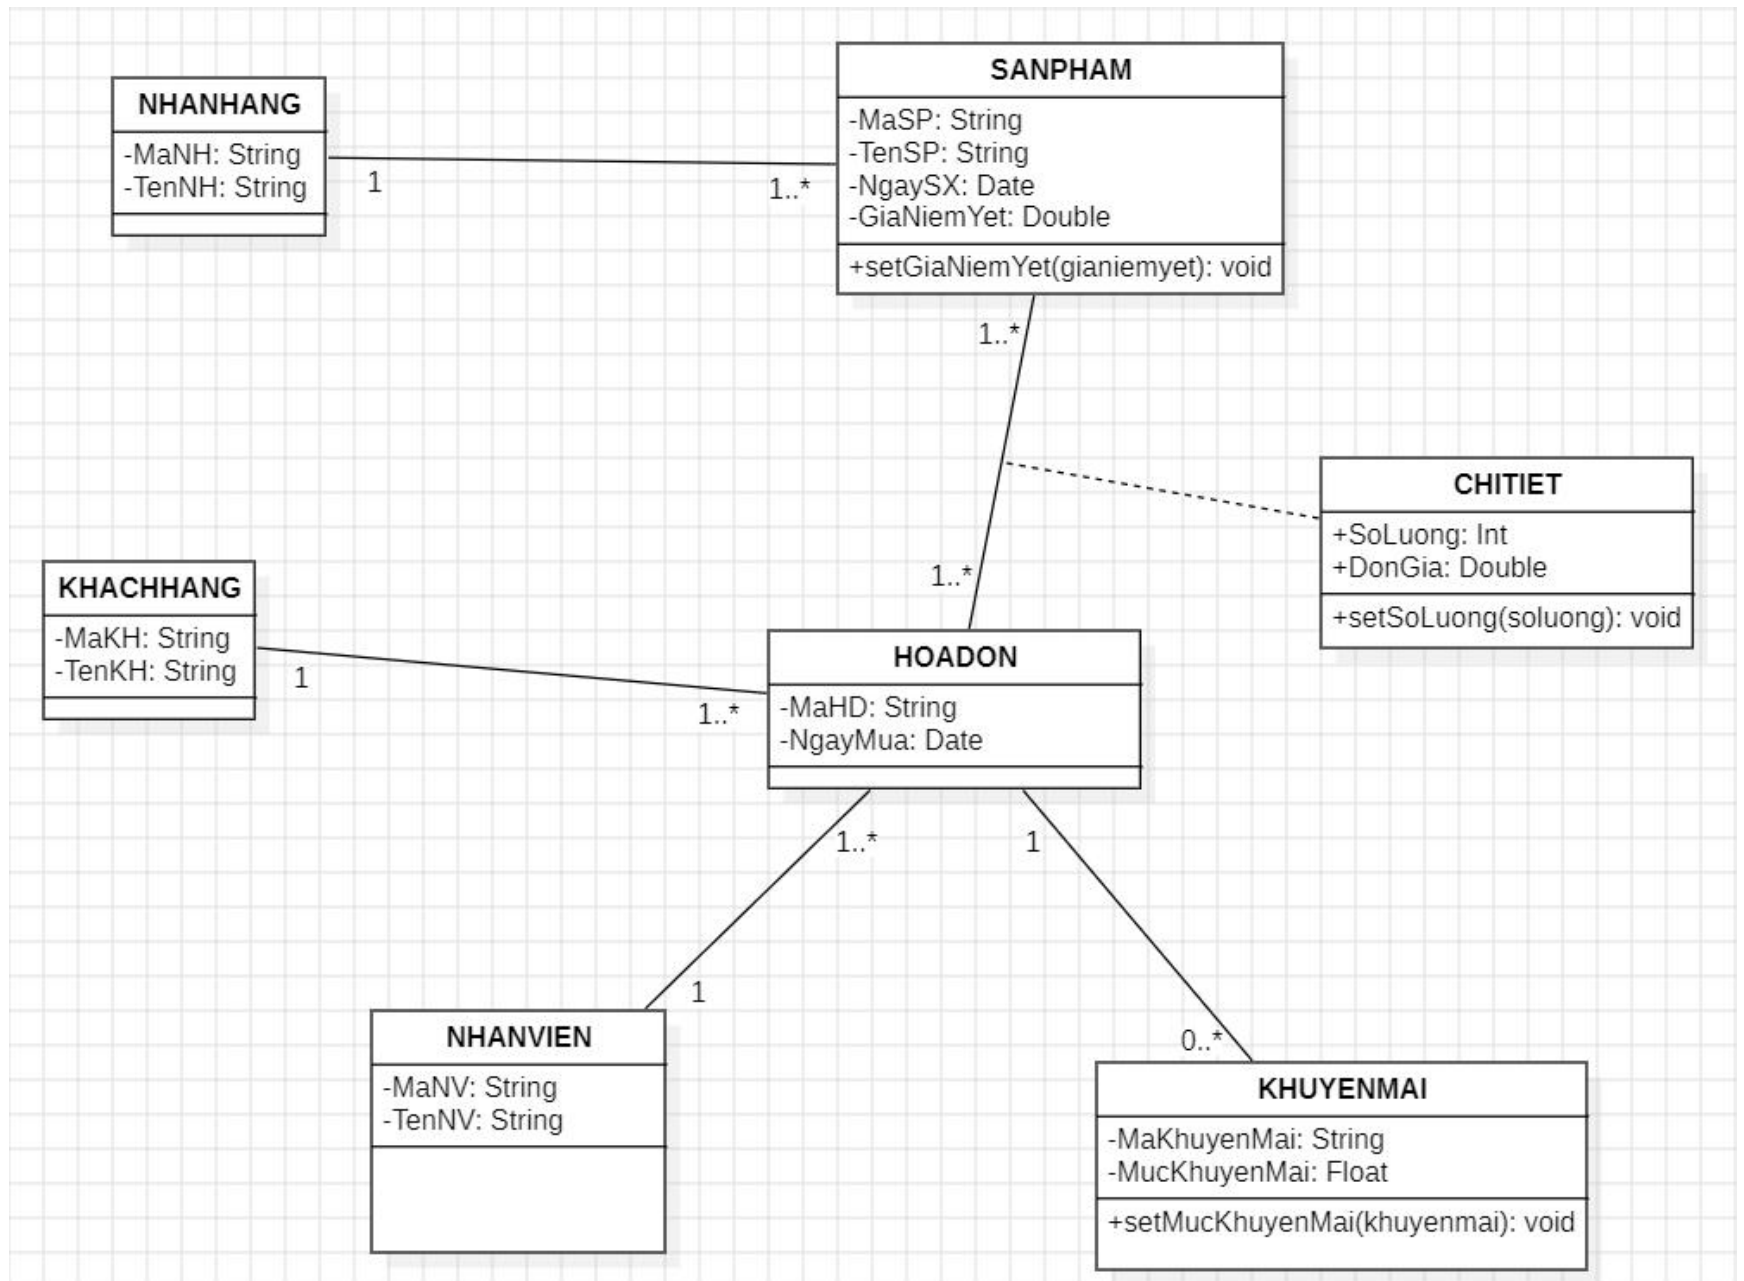 NHANHANG
-MaNH: String
-TenNH: String
1
1..*
SANPHAM
-MaSP: String
-TenSP: String
-NgaySX: Date
-GiaNiemYet: Double
+setGiaNiemYet(gianiemyet): void
1..*
1..*
CHITIET
+SoLuong: Int
+DonGia: Double
+setSoLuong(soluong): void
KHACHHANG
-MaKH: String
-TenKH: String
1
1..*
HOADON
-MaHD: String
-NgayMua: Date
1..*
1
1
0..*
NHANVIEN
-MaNV: String
-TenNV: String
KHUYENMAI
-MaKhuyenMai: String
-MucKhuyenMai: Float
+setMucKhuyenMai(khuyenmai): void